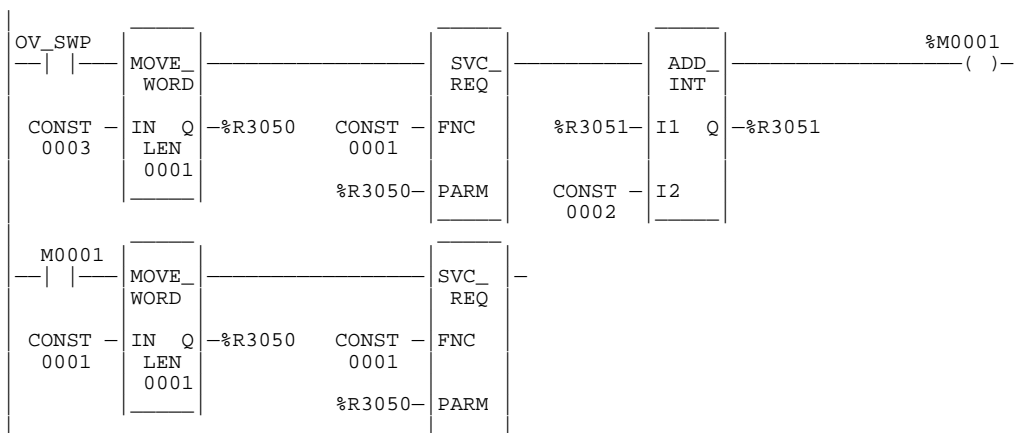 OV_SWP %M0001
MOVE_ SVC_ ADD_ ( )
WORD REQ INT
CONST IN Q %R3050 CONST FNC %R3051 I1 Q %R3051
0003 LEN 0001
0001
%R3050 PARM CONST I2
0002
M0001
MOVE_ SVC_
WORD REQ
CONST IN Q %R3050 CONST FNC
0001 LEN 0001
0001
%R3050 PARM